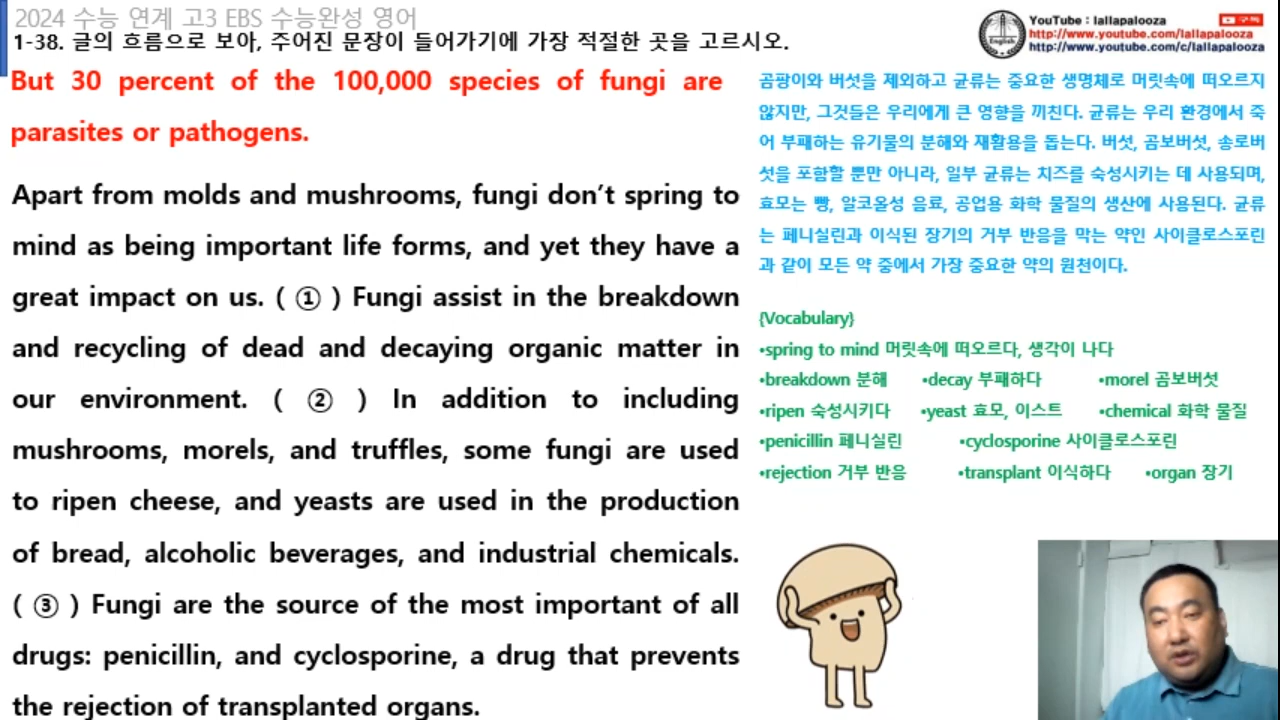 2024 수능 연계 고3 EBS 수능완성 영어
1-38. 글의 흐름으로 보아, 주어진 문장이 들어가기에 가장 적절한 곳을 고르시오.
But 30 percent of the 100,000 species of fungi are
parasites or pathogens.
Apart from molds and mushrooms, fungi don’t spring to
mind as being important life forms, and yet they have a
great impact on us. ( ① ) Fungi assist in the breakdown
and recycling of dead and decaying organic matter in
our environment. ( ② ) In addition to including
mushrooms, morels, and truffles, some fungi are used
to ripen cheese, and yeasts are used in the production
of bread, alcoholic beverages, and industrial chemicals.
( ③ ) Fungi are the source of the most important of all
drugs: penicillin, and cyclosporine, a drug that prevents
the rejection of transplanted organs.
English
YouTube : lallapalooza
구독
http://www.youtube.com/lallapalooza
http://www.youtube.com/c/lallapalooza
곰팡이와 버섯을 제외하고 균류는 중요한 생명체로 머릿속에 떠오르지
않지만, 그것들은 우리에게 큰 영향을 끼친다. 균류는 우리 환경에서 죽
어 부패하는 유기물의 분해와 재활용을 돕는다. 버섯, 곰보버섯, 송로버
섯을 포함할 뿐만 아니라, 일부 균류는 치즈를 숙성시키는 데 사용되며,
효모는 빵, 알코올성 음료, 공업용 화학 물질의 생산에 사용된다. 균류
는 페니실린과 이식된 장기의 거부 반응을 막는 약인 사이클로스포린
과 같이 모든 약 중에서 가장 중요한 약의 원천이다.
{Vocabulary}
•spring to mind 머릿속에 떠오르다, 생각이 나다
•breakdown 분해 •decay 부패하다 •morel 곰보버섯
•ripen 숙성시키다 •yeast 효모, 이스트 •chemical 화학 물질
•penicillin 페니실린 •cyclosporine 사이클로스포린
•rejection 거부 반응 •transplant 이식하다 •organ 장기